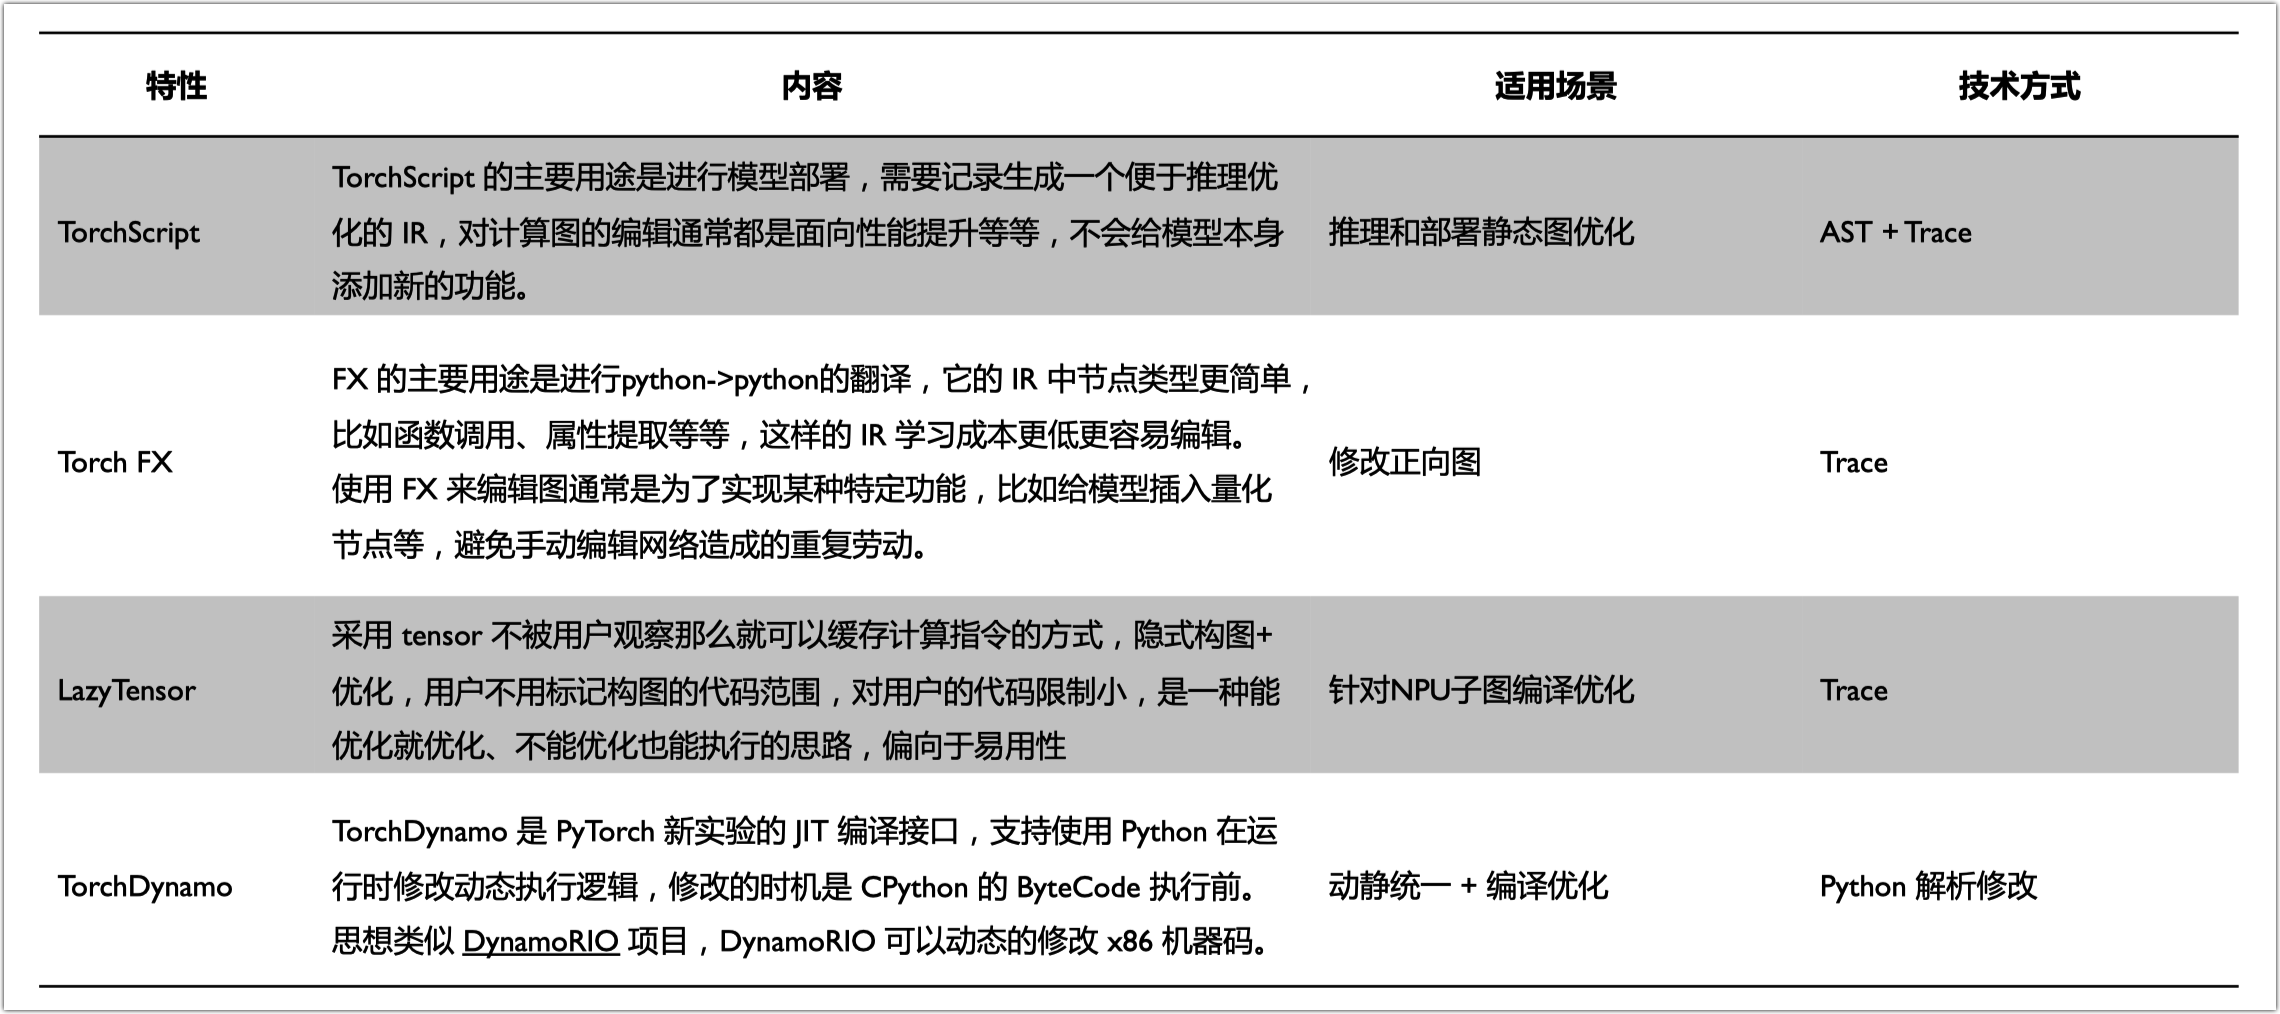 特性 内容 适用场景 技术方式
TorchScript 的主要用途是进行模型部署，需要记录生成一个便于推理优
TorchScript 化的 IR，对计算图的编辑通常都是面向性能提升等等，不会给模型本身 推理和部署静态图优化 AST + Trace
添加新的功能。
FX 的主要用途是进行python->python的翻译，它的 IR 中节点类型更简单，
比如函数调用、属性提取等等，这样的 IR 学习成本更低更容易编辑。
Torch FX 修改正向图 Trace
使用 FX 来编辑图通常是为了实现某种特定功能，比如给模型插入量化
节点等，避免手动编辑网络造成的重复劳动。
采用 tensor 不被用户观察那么就可以缓存计算指令的方式，隐式构图+
LazyTensor 优化，用户不用标记构图的代码范围，对用户的代码限制小，是一种能 针对NPU子图编译优化 Trace
优化就优化、不能优化也能执行的思路，偏向于易用性
TorchDynamo 是 PyTorch 新实验的 JIT 编译接口，支持使用 Python 在运
TorchDynamo 行时修改动态执行逻辑，修改的时机是 CPython 的 ByteCode 执行前。 动静统一 + 编译优化 Python 解析修改
思想类似 DynamoRIO 项目，DynamoRIO 可以动态的修改 x86 机器码。